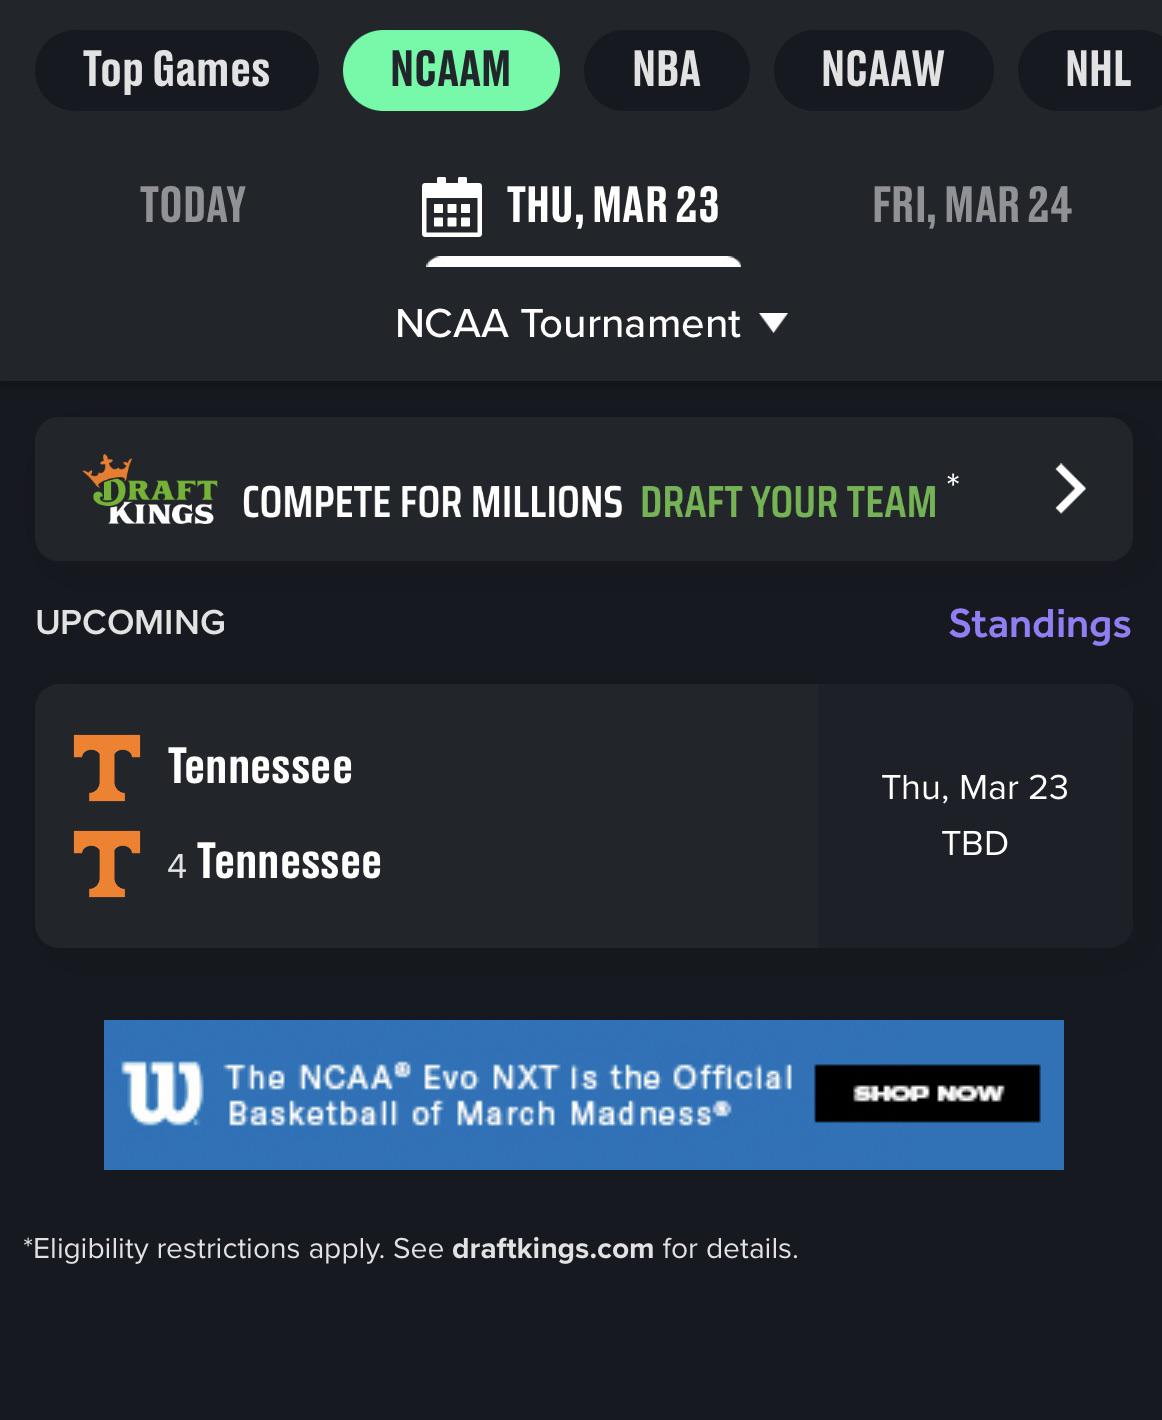 Top Games NCAAM NBA NCAAW NHL
TODAY THU, MAR 23 FRI, MAR 24
NCAA Tournament
DRAFT
KINGS
COMPETE FOR MILLIONS DRAFT YOUR TEAM *
UPCOMING Standings
T Tennessee
T 4 Tennessee
Thu, Mar 23
TBD
W The NCAA® Evo NXT is the Official
Basketball of March Madness®
SHOP NOW
*Eligibility restrictions apply. See draftkings.com for details.